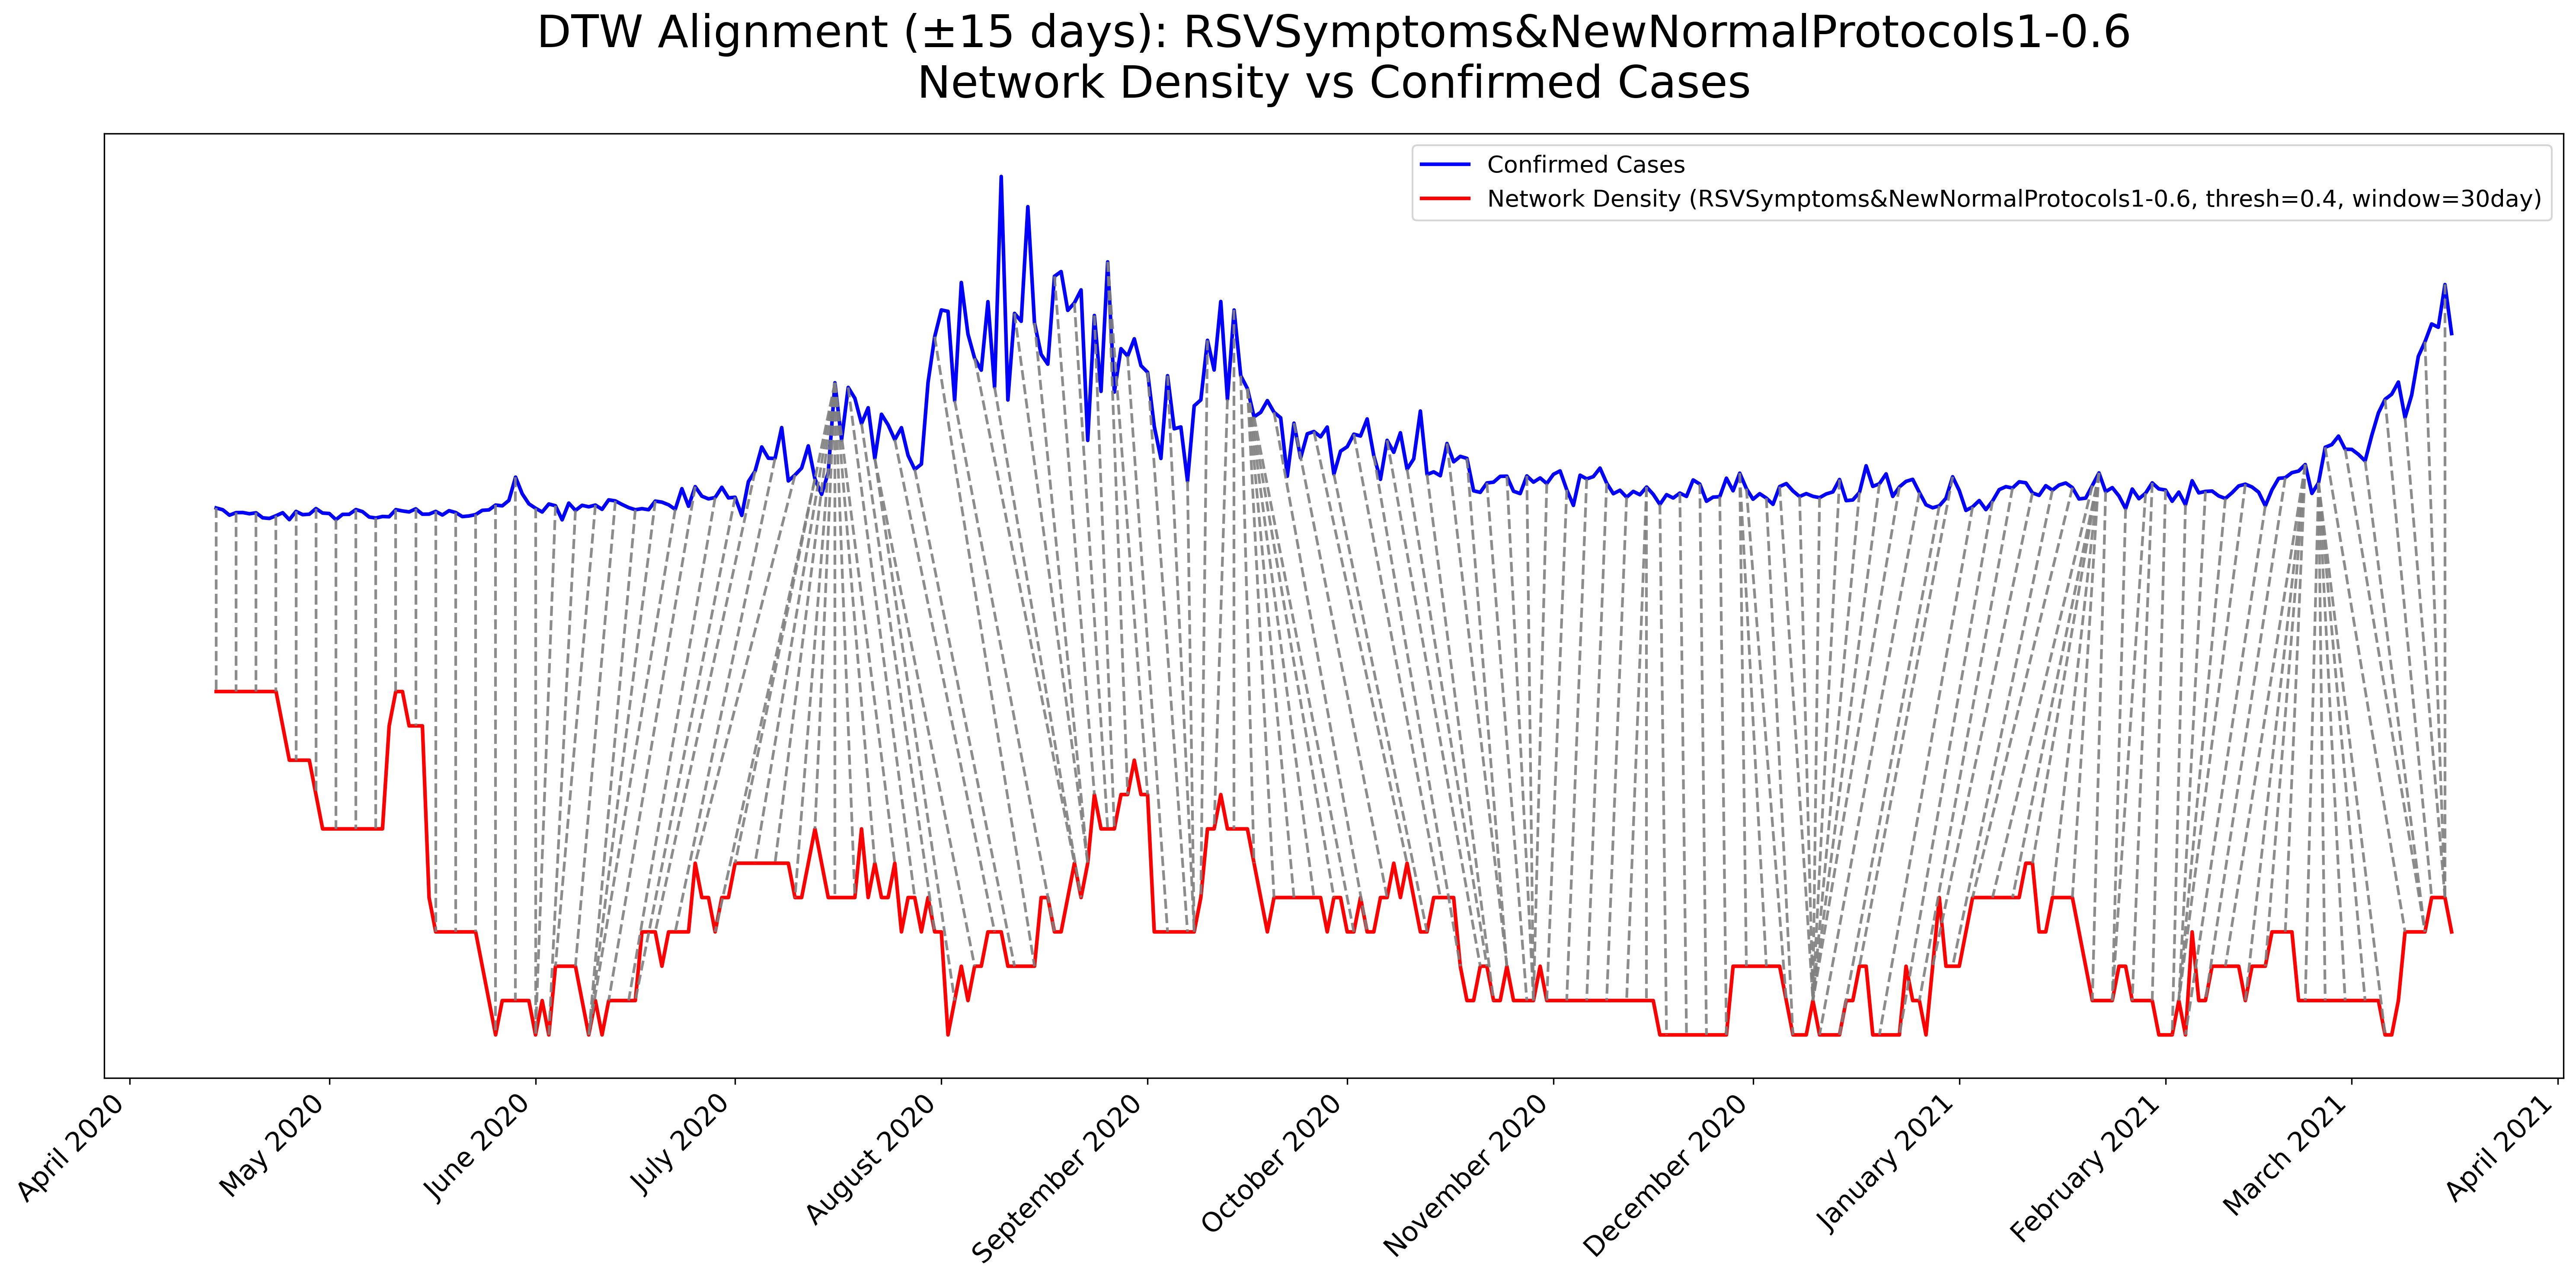 DTW Alignment (±15 days): RSVSymptoms&NewNormalProtocols1-0.6
Network Density vs Confirmed Cases
Confirmed Cases
Network Density (RSVSymptoms&NewNormalProtocols1-0.6, thresh=0.4, window=30day)
April 2020
May 2020
June 2020
July 2020
August 2020
September 2020
October 2020
November 2020
December 2020
January 2021
February 2021
March 2021
April 2021